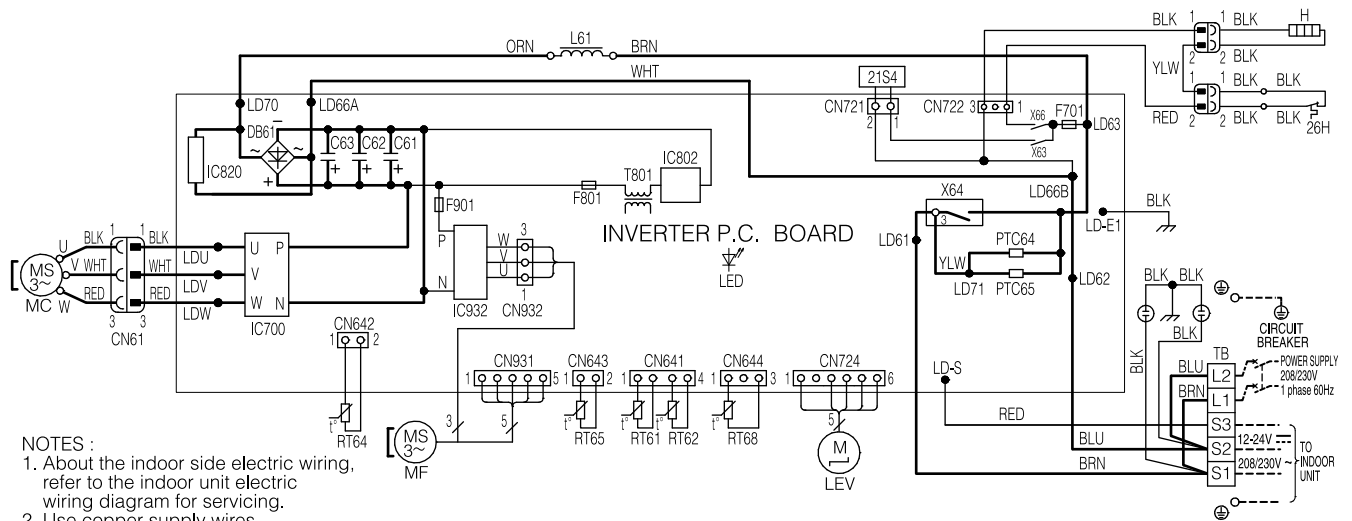 BLK 1 1 BLK H
ORN L61 BRN
WHT
2 2 BLK
YLW
21S4
1 1 BLK BLK
CN721 CN722 3 1
2 1
RED 2 2 BLK BLK 26H
LD70 LD66A
X66 F701 LD63
X63
DB61 − C63 C62 C61
~ ~
+ + + +
IC820
T801 IC802
F801
F901
X64 LD66B
3
BLK
LD-E1
INVERTER P.C. BOARD
LD61 PTC64
YLW
LD71 PTC65
LD62
LED
1 1
U BLK BLK LDU U P
MS 3~ V WHT WHT LDV V
MC W RED RED LDW W N
3 3
CN61 IC700
P W 3
V
N U
1
IC932 CN932
BLK BLK
BLK
BLK
CIRCUIT
BREAKER
TB
BLU L2 POWER SUPPLY
208/230V
BRN L1 1 phase 60Hz
CN642
1 2
t° RT64
CN931 CN643 CN641 CN644 CN724
1 5 1 2 1 4 1 3 1 6
LD-S
RED S3
3 5
MS 3~
MF
t° RT65
t° RT61 t° RT62
t° RT68
5
M
LEV
BLU S2 12-24V
BRN S1 208/230V ~
TO
INDOOR
UNIT
NOTES :
1. About the indoor side electric wiring,
refer to the indoor unit electric
wiring diagram for servicing.
2. Use copper supply wires.